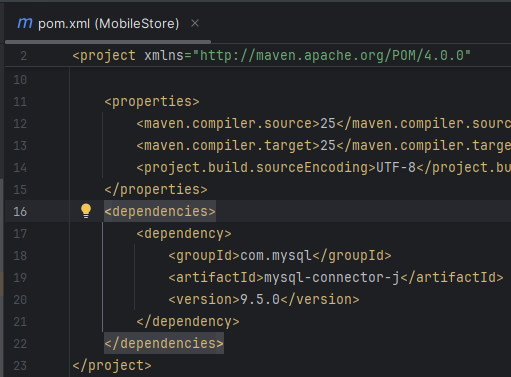 m pom.xml (MobileStore) ×
2 <project xmlns="http://maven.apache.org/POM/4.0.0"
10
11 <properties>
12 <maven.compiler.source>25</maven.compiler.sourc
13 <maven.compiler.target>25</maven.compiler.targe
14 <project.build.sourceEncoding>UTF-8</project.bu
15 </properties>
16 <dependencies>
17 <dependency>
18 <groupId>com.mysql</groupId>
19 <artifactId>mysql-connector-j</artifactId>
20 <version>9.5.0</version>
21 </dependency>
22 </dependencies>
23 </project>